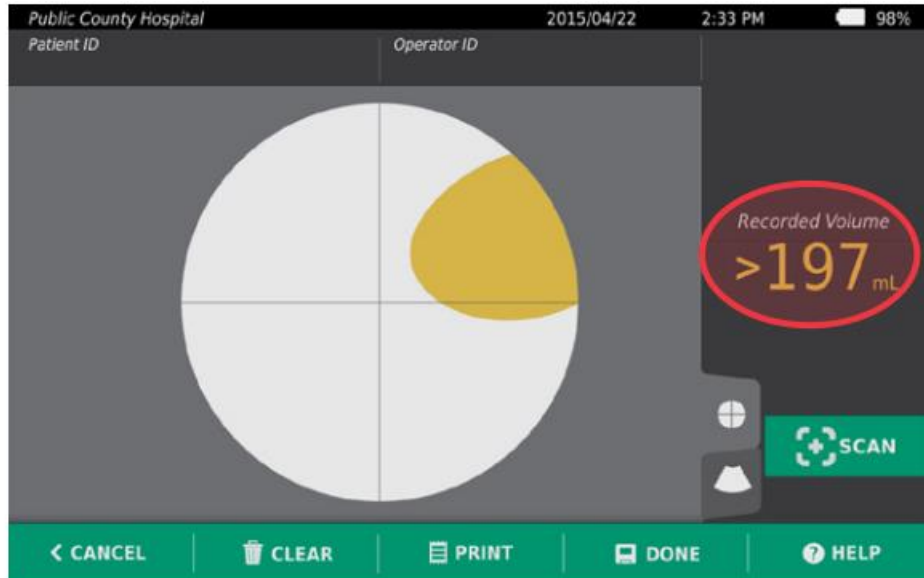 Public County Hospital 2015/04/22 2:33 PM 98%
Patient ID Operator ID
Recorded Volume
>197 mL
SCAN
CANCEL CLEAR PRINT DONE HELP